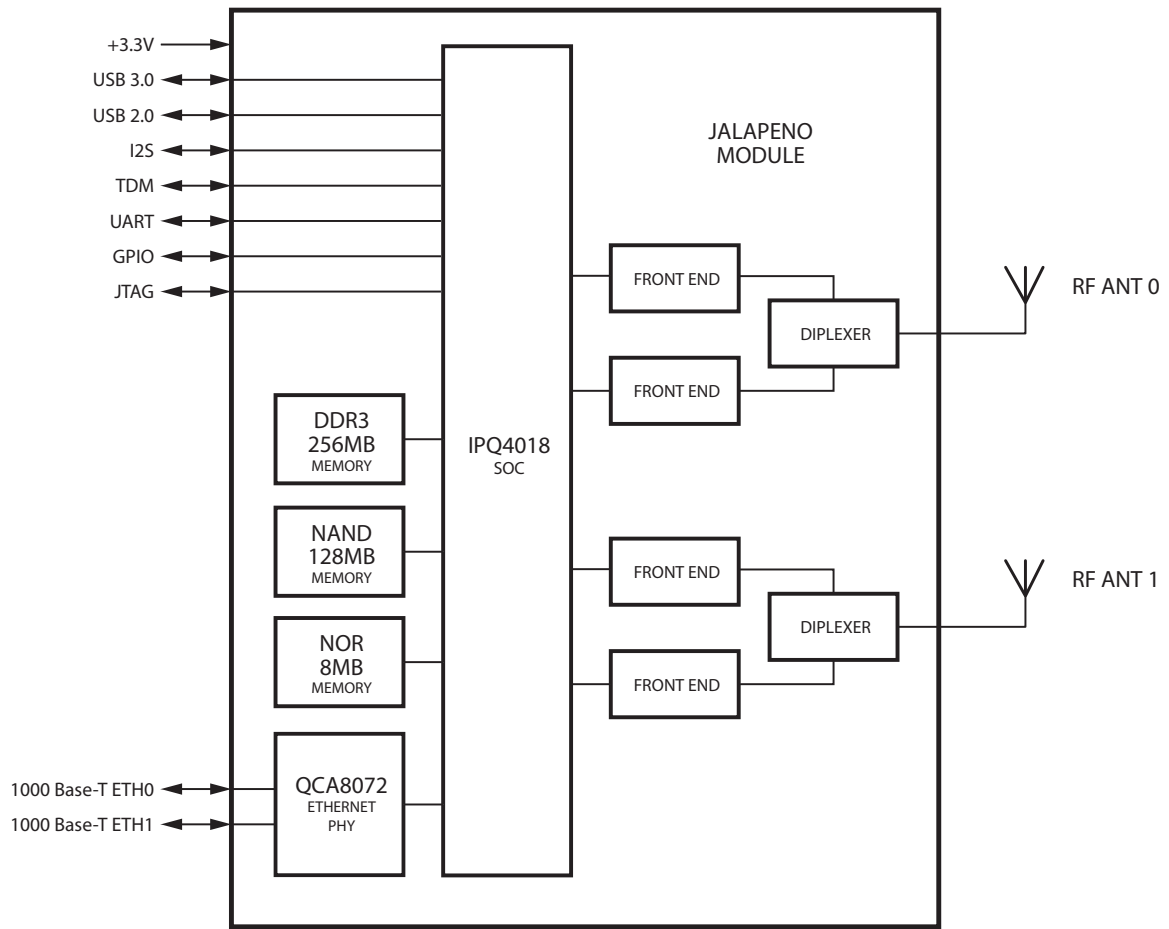 +3.3V
USB 3.0
USB 2.0
I2S
TDM
UART
GPIO
JTAG
JALAPENO
MODULE
FRONT END
DIPLEXER
FRONT END
RF ANT 0
DDR3
256MB
MEMORY
IPQ4018
SOC
NAND
128MB
MEMORY
FRONT END
DIPLEXER
FRONT END
RF ANT 1
NOR
8MB
MEMORY
QCA8072
ETHERNET
PHY
1000 Base-T ETH0
1000 Base-T ETH1